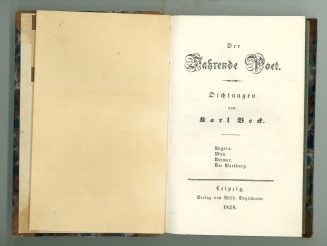 Der
Fahrende Poet.
Dichtungen
von
Karl Beck.
Ungarn.
Wien.
Weimar.
Die Wartburg.
Leipzig,
Verlag von Wilh. Engelmann.
1838.